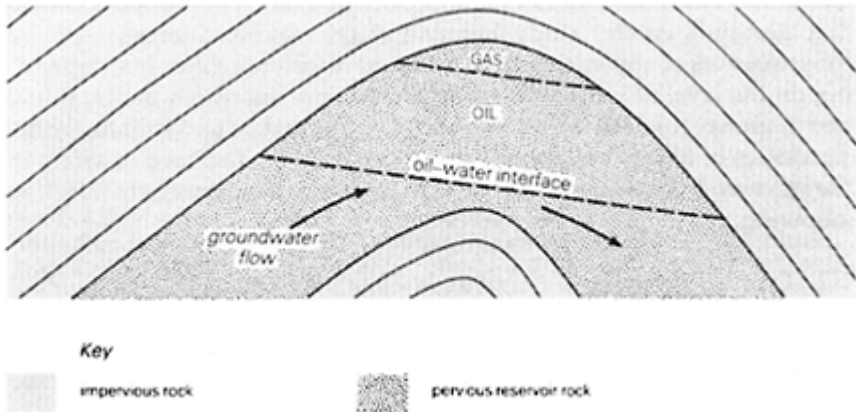 GAS
OIL
oil–water interface
groundwater
flow
Key
impervious rock
pervious reservoir rock